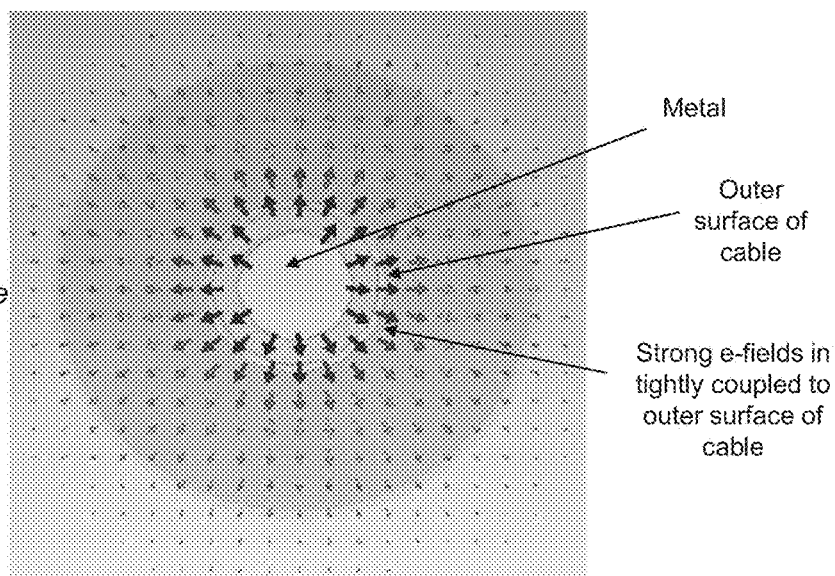 Metal
Outer
surface of
cable
e
Strong e-fields in
tightly coupled to
outer surface of
cable